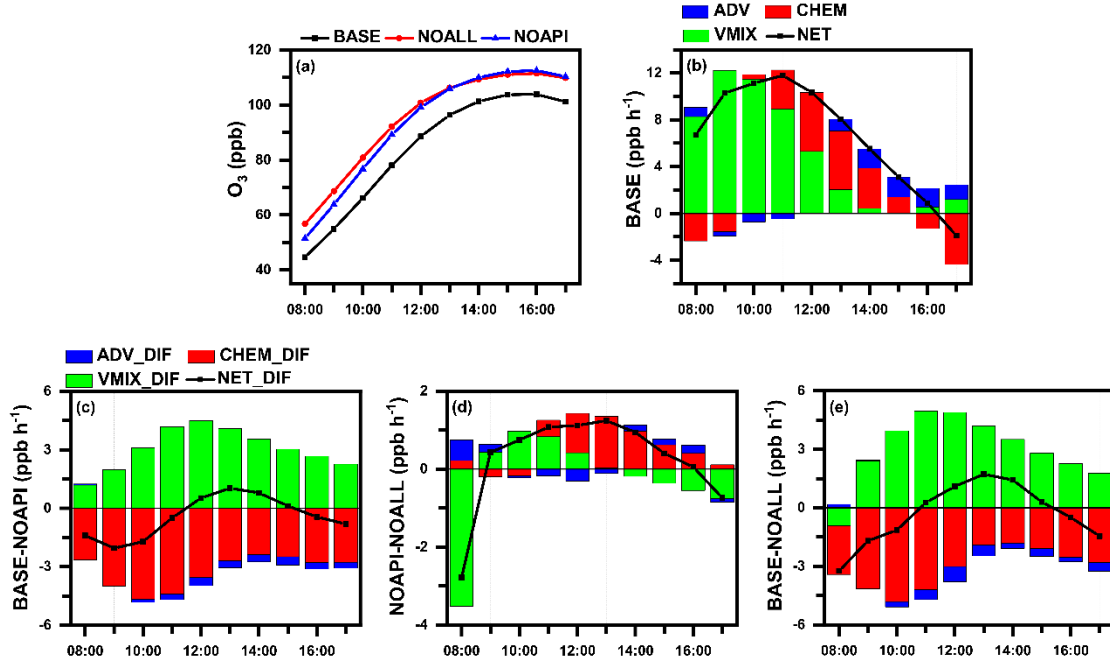 BASE NOALL NOAPI
(a)
O3 (ppb)
120
100
80
60
40
08:00 10:00 12:00 14:00 16:00
ADV CHEM
VMIX NET
(b)
BASE (ppb h-1)
12
8
4
0
-4
08:00 10:00 12:00 14:00 16:00
ADV_DIF CHEM_DIF
VMIX_DIF NET_DIF
(c)
BASE-NOAPI (ppb h-1)
6
3
0
-3
-6
08:00 10:00 12:00 14:00 16:00
(d)
NOAPI-NOALL (ppb h-1)
2
0
-2
-4
08:00 10:00 12:00 14:00 16:00
(e)
BASE-NOALL (ppb h-1)
6
3
0
-3
-6
08:00 10:00 12:00 14:00 16:00